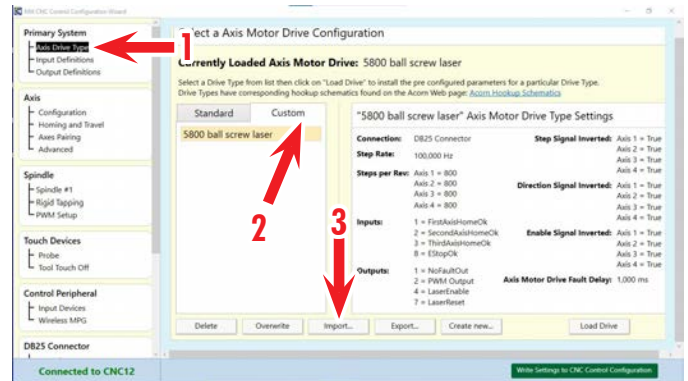 Mill CNC Control Configuration Wizard
Primary System
Axis Drive Type
Input Definitions
Output Definitions
Axis
Configuration
Homing and Travel
Axes Pairing
Advanced
Spindle
Spindle #1
Rigid Tapping
PWM Setup
Touch Devices
Probe
Tool Touch Off
Control Peripheral
Input Devices
Wireless MPG
DB25 Connector
Connected to CNC12
1
Select a Axis Motor Drive Configuration
Currently Loaded Axis Motor Drive: 5800 ball screw laser
Select a Drive Type from list then click on "Load Drive" to install the pre configured parameters for a particular Drive Type.
Drive Types have corresponding hookup schematics found on the Acorn Web page: Acorn Hookup Schematics
Standard Custom
5800 ball screw laser
2
3
"5800 ball screw laser" Axis Motor Drive Type Settings
Connection: DB25 Connector
Step Rate: 100,000 Hz
Steps per Rev: Axis 1 = 800
Axis 2 = 800
Axis 3 = 800
Axis 4 = 800
Inputs: 1 = FirstAxisHomeOk
2 = SecondAxisHomeOk
3 = ThirdAxisHomeOk
8 = EStopOk
Outputs: 1 = NoFaultOut
2 = PWM Output
4 = LaserEnable
7 = LaserReset
Step Signal Inverted: Axis 1 = True
Axis 2 = True
Axis 3 = True
Axis 4 = True
Direction Signal Inverted: Axis 1 = True
Axis 2 = True
Axis 3 = True
Axis 4 = True
Enable Signal Inverted: Axis 1 = True
Axis 2 = True
Axis 3 = True
Axis 4 = True
Axis Motor Drive Fault Delay: 1,000 ms
Delete Overwrite Import... Export... Create new... Load Drive
Write Settings to CNC Control Configuration